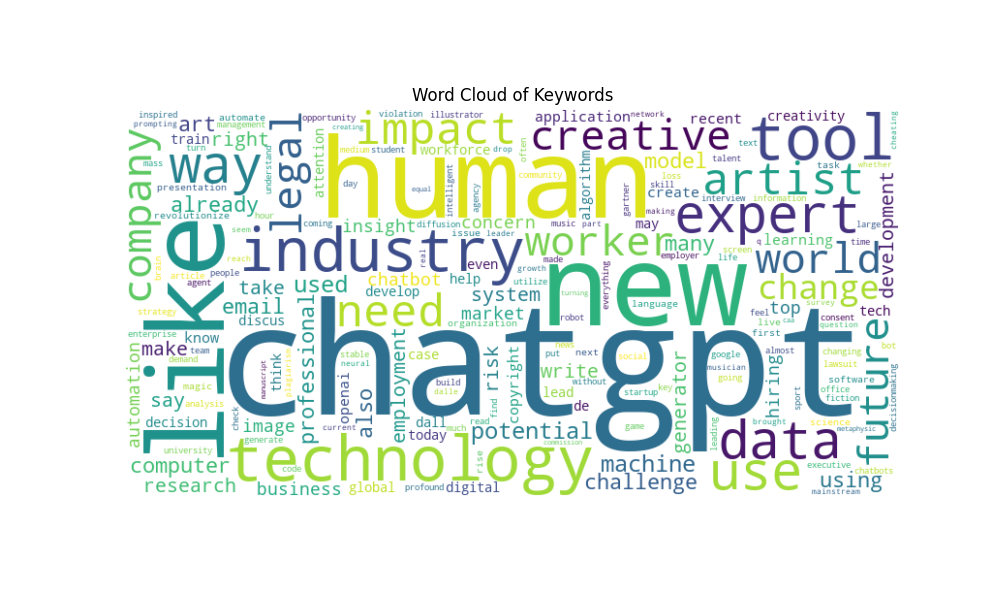 Word Cloud of Keywords
inspired
prompting
art
automate
management
opportunity
violation
illustrator
impact
application
network
recent
creativity
tool
cheating
train
right
turn
creating
creative
text
way
mass
understand
legal
attention
human
medium
student
workforce
drop
often
community
model
talent
task
whether
loss
artist
company
presentation
already
revolutionize
hour
day
equal
intelligent
agency
algorithm
gartner
skill
create
interview
information
making
expert
development
large
like
seem
coming
insight
diffusion
concern
music
part
may
issue
leader
industry
real
worker
many
employer
screen
q
learning
life
time
world
reach
brain
article
people
agent
take
used
chatbot
even
help
growth
made
utilize
new
everything
language
change
tech
strategy
email
discus
develop
need
system
market
organization
turning
robot
top
feel
live
cao
survey
consent
question
first
future
enterprise
make
know
team
demand
think
professional
chatgpt
stable
neural
employment
case
news
put
next
without
social
google
musician
going
almost
changing
lawsuit
bot
automation
magic
say
analysis
manuscript
plagiarism
openai
build
dalle
risk
copyright
write
lead
de
startup
key
generator
hiring
sport
software
office
fiction
decisionmaking
decision
check
image
also
current
dall
today
much
read
find
potential
game
leading
data
brought
science
metaphysic
university
generate
technology
rise
commission
computer
code
machine
use
executive
chatbots
research
business
global
profound
digital
challenge
using
mainstream